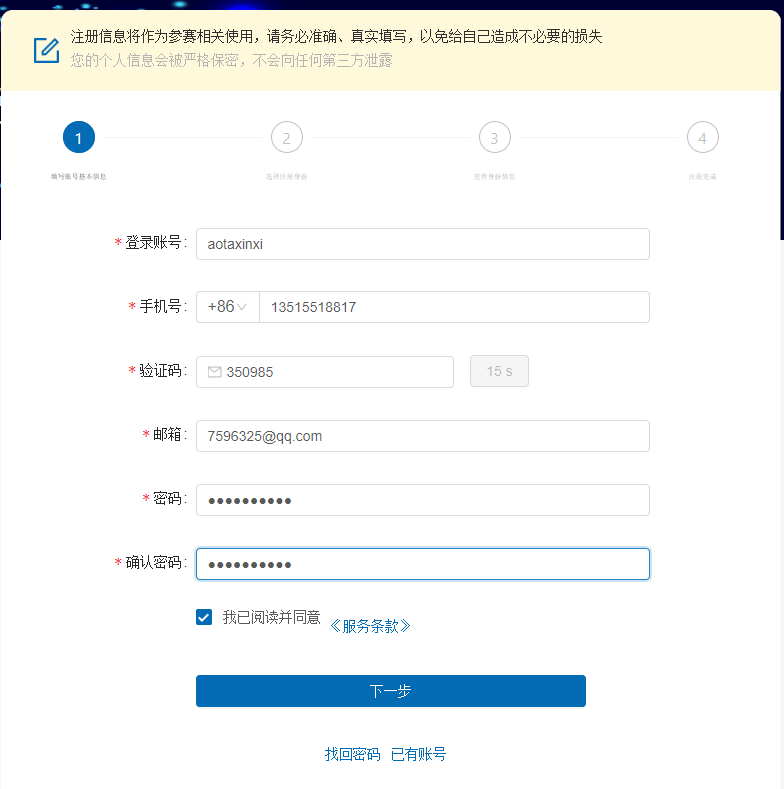 注册信息将作为参赛相关使用，请务必准确、真实填写，以免给自己造成不必要的损失
您的个人信息会被严格保密，不会向任何第三方泄露
1 2 3 4
填写账号基本信息 选择注册身份 完善身份信息 注册完成
* 登录账号: aotaxinxi
* 手机号: +86 13515518817
* 验证码: 350985 15 s
* 邮箱: 7596325@qq.com
* 密码: ●●●●●●●●●●
* 确认密码: ●●●●●●●●●●
我已阅读并同意 《服务条款》
下一步
找回密码 已有账号